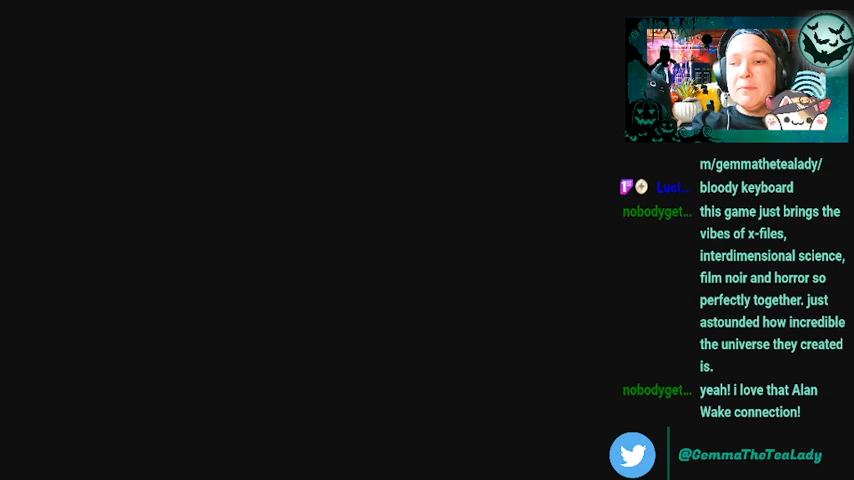 m/gemmathetealady/
Luci... bloody keyboard
nobodyget... this game just brings the
vibes of x-files,
interdimensional science,
film noir and horror so
perfectly together. just
astounded how incredible
the universe they created
is.
nobodyget... yeah! i love that Alan
Wake connection!
@GemmaTheTeaLady